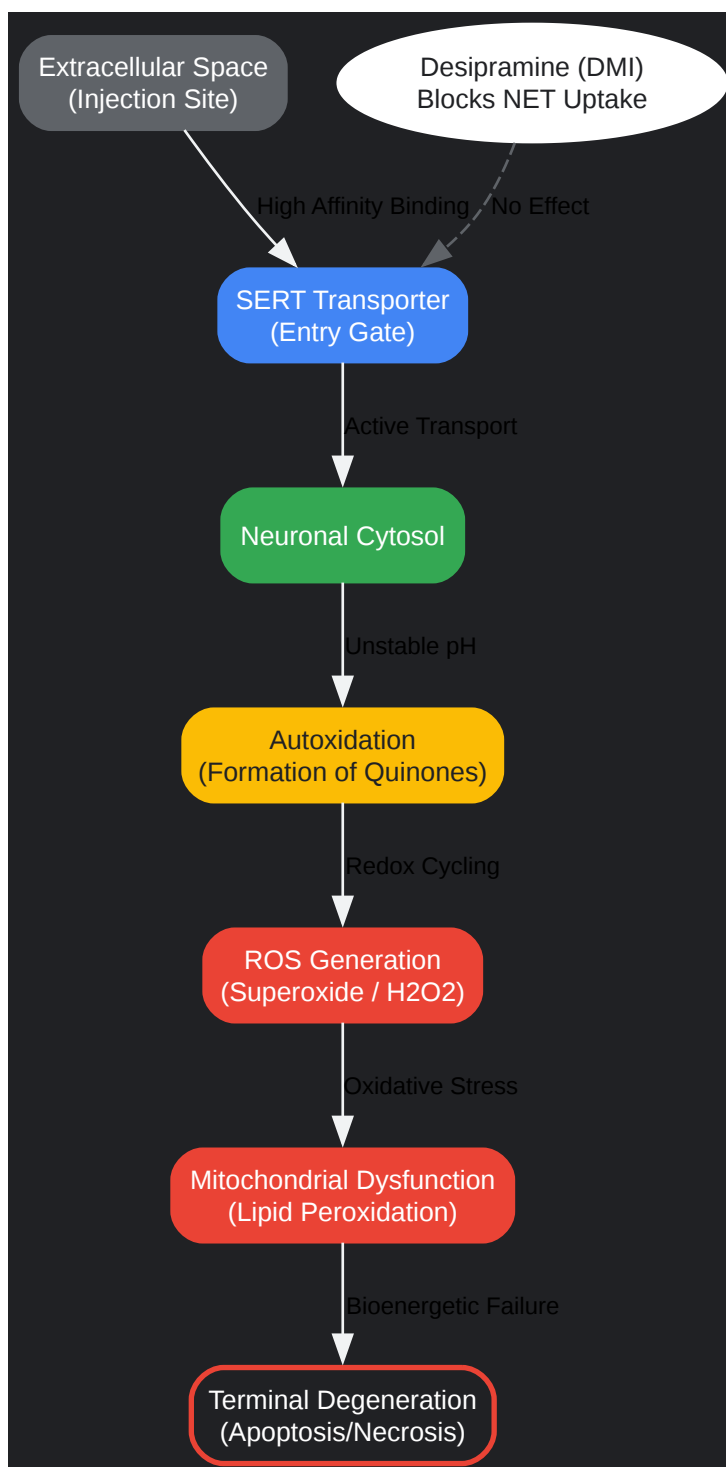 Extracellular Space
(Injection Site)
Desipramine (DMI)
Blocks NET Uptake
High Affinity Binding
No Effect
SERT Transporter
(Entry Gate)
Active Transport
Neuronal Cytosol
Unstable pH
Autoxidation
(Formation of Quinones)
Redox Cycling
ROS Generation
(Superoxide / H2O2)
Oxidative Stress
Mitochondrial Dysfunction
(Lipid Peroxidation)
Bioenergetic Failure
Terminal Degeneration
(Apoptosis/Necrosis)